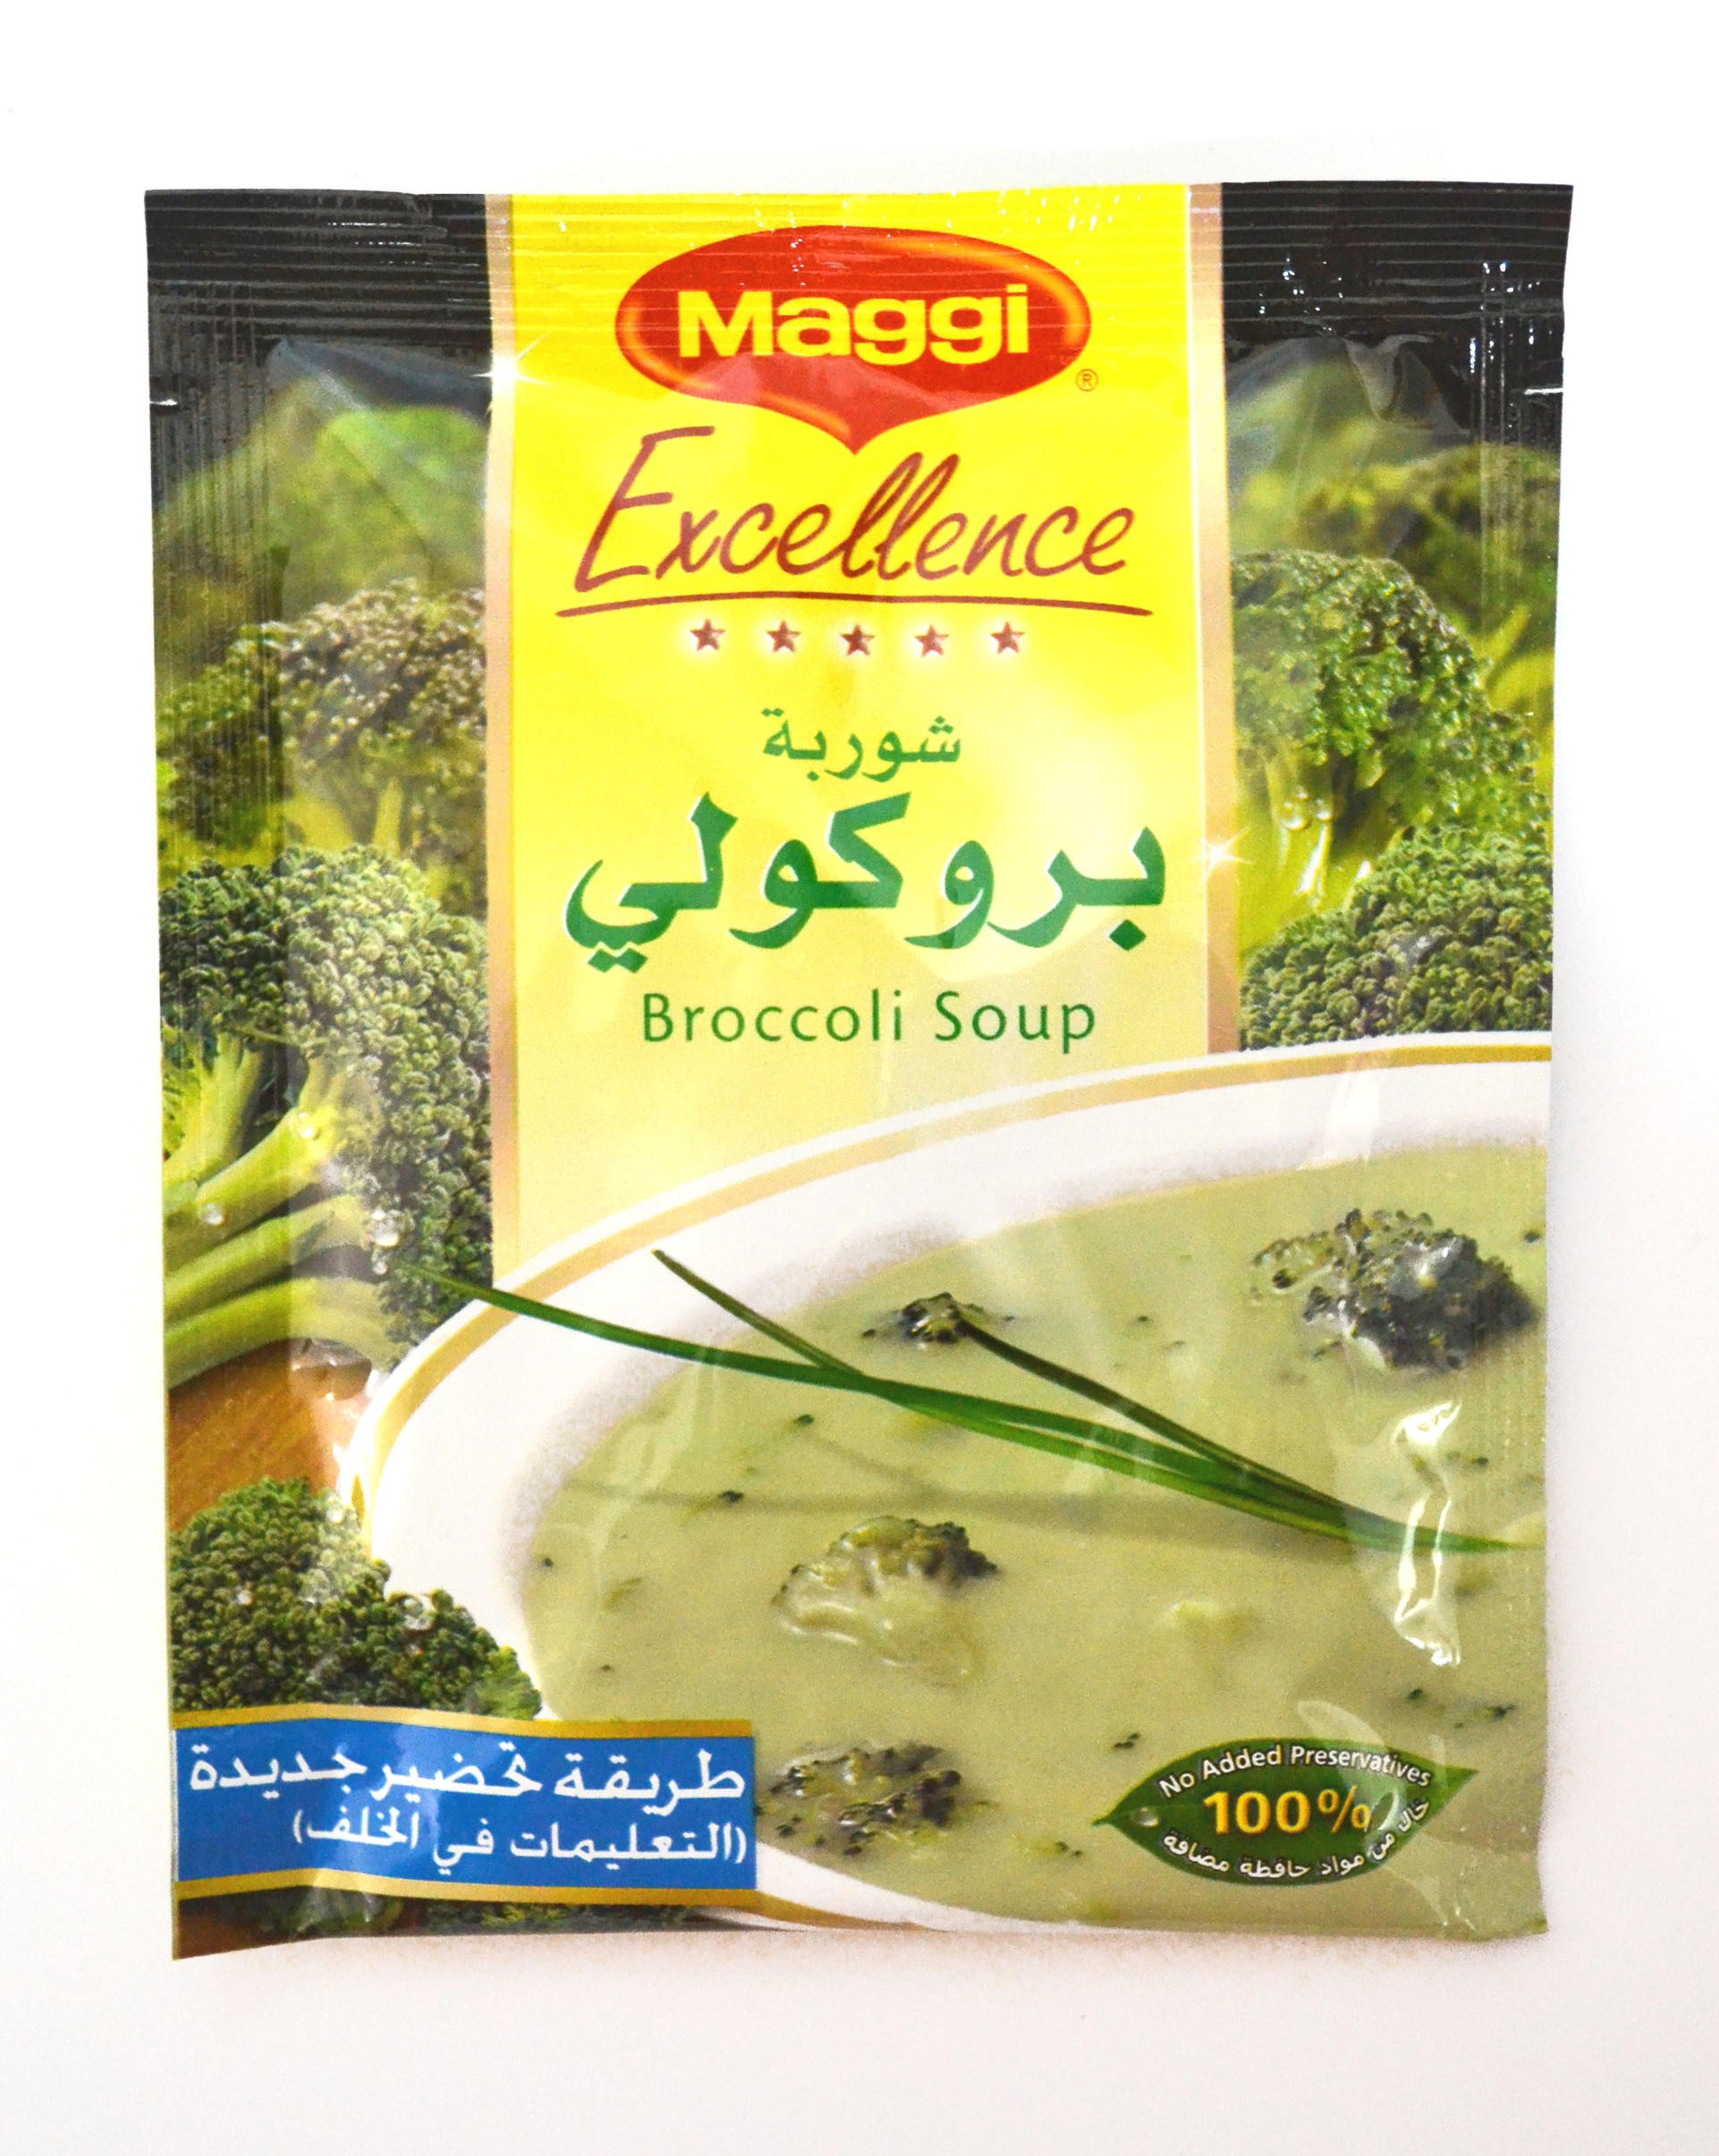 Maggi
®
Excellence
شوربة
بروكولي
Broccoli Soup
طريقة تحضير جديدة
(التعليمات في الخلف)
No Added Preservatives
100%
خال من مواد حافظة مضافة